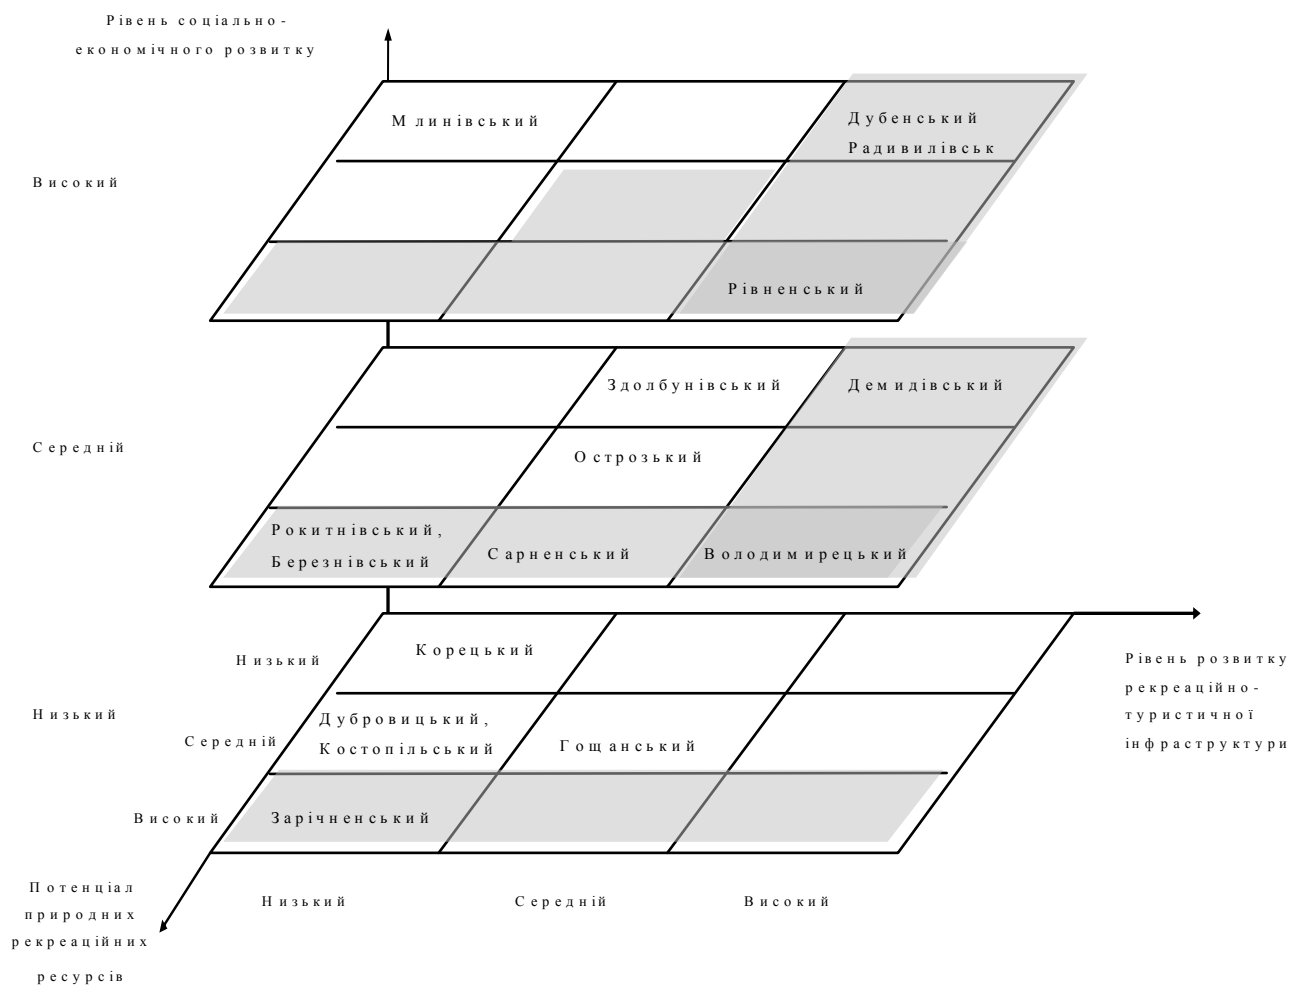 Рівень соціально-
економічного розвитку
Млинівський
Дубенський
Радивилівськ
Високий
Рівненський
Здолбунівський
Демидівський
Середній
Острозький
Рокитнівський,
Березнівський
Сарненський
Володимирецький
Низький
Корецький
Рівень розвитку
рекреаційно-
туристичної
інфраструктури
Низький
Середній
Дубровицький,
Костопільський
Гощанський
Високий
Зарічненський
Потенціал
природних
рекреаційних
ресурсів
Низький
Середній
Високий